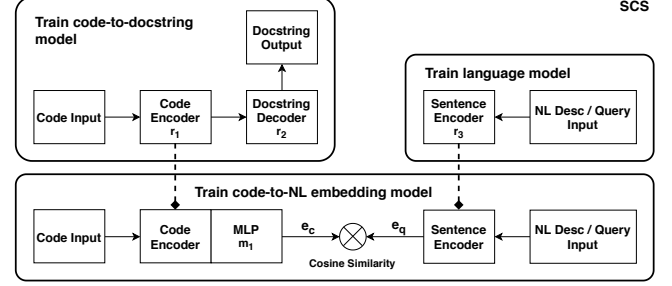 SCS
Train code-to-docstring
model
Docstring
Output
Code Input
Code
Encoder
r1
Docstring
Decoder
r2
Train language model
Sentence
Encoder
r3
NL Desc / Query
Input
Train code-to-NL embedding model
Code Input
Code
Encoder
MLP
m1
ec
Cosine Similarity
eq
Sentence
Encoder
NL Desc / Query
Input